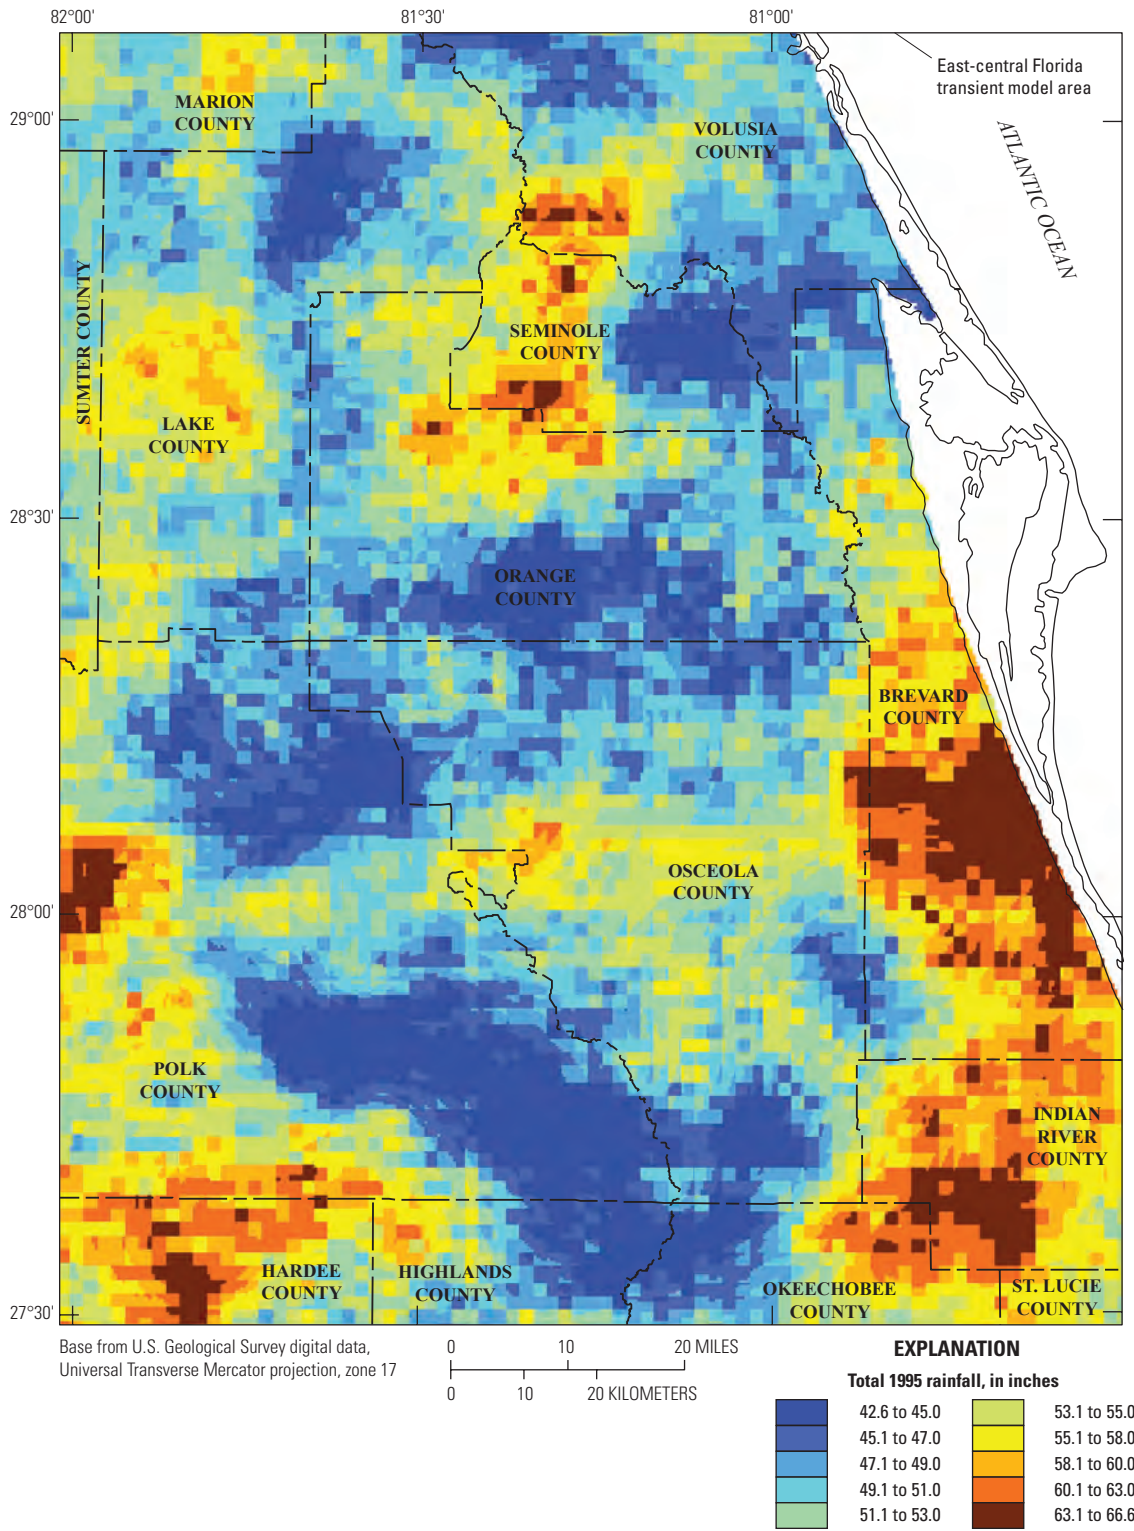 82°00'
81°30'
81°00'
East-central Florida
transient model area
MARION
COUNTY
29°00'
VOLUSIA
COUNTY
ATLANTIC OCEAN
SUMTER COUNTY
SEMINOLE
COUNTY
LAKE
COUNTY
28°30'
ORANGE
COUNTY
BREVARD
COUNTY
OSCEOLA
COUNTY
28°00'
POLK
COUNTY
INDIAN
RIVER
COUNTY
HARDEE
COUNTY
HIGHLANDS
COUNTY
OKEECHOBEE
COUNTY
ST. LUCIE
COUNTY
27°30'
Base from U.S. Geological Survey digital data,
Universal Transverse Mercator projection, zone 17
0 10 20 MILES
0 10 20 KILOMETERS
EXPLANATION
Total 1995 rainfall, in inches
42.6 to 45.0
45.1 to 47.0
47.1 to 49.0
49.1 to 51.0
51.1 to 53.0
53.1 to 55.0
55.1 to 58.0
58.1 to 60.0
60.1 to 63.0
63.1 to 66.6